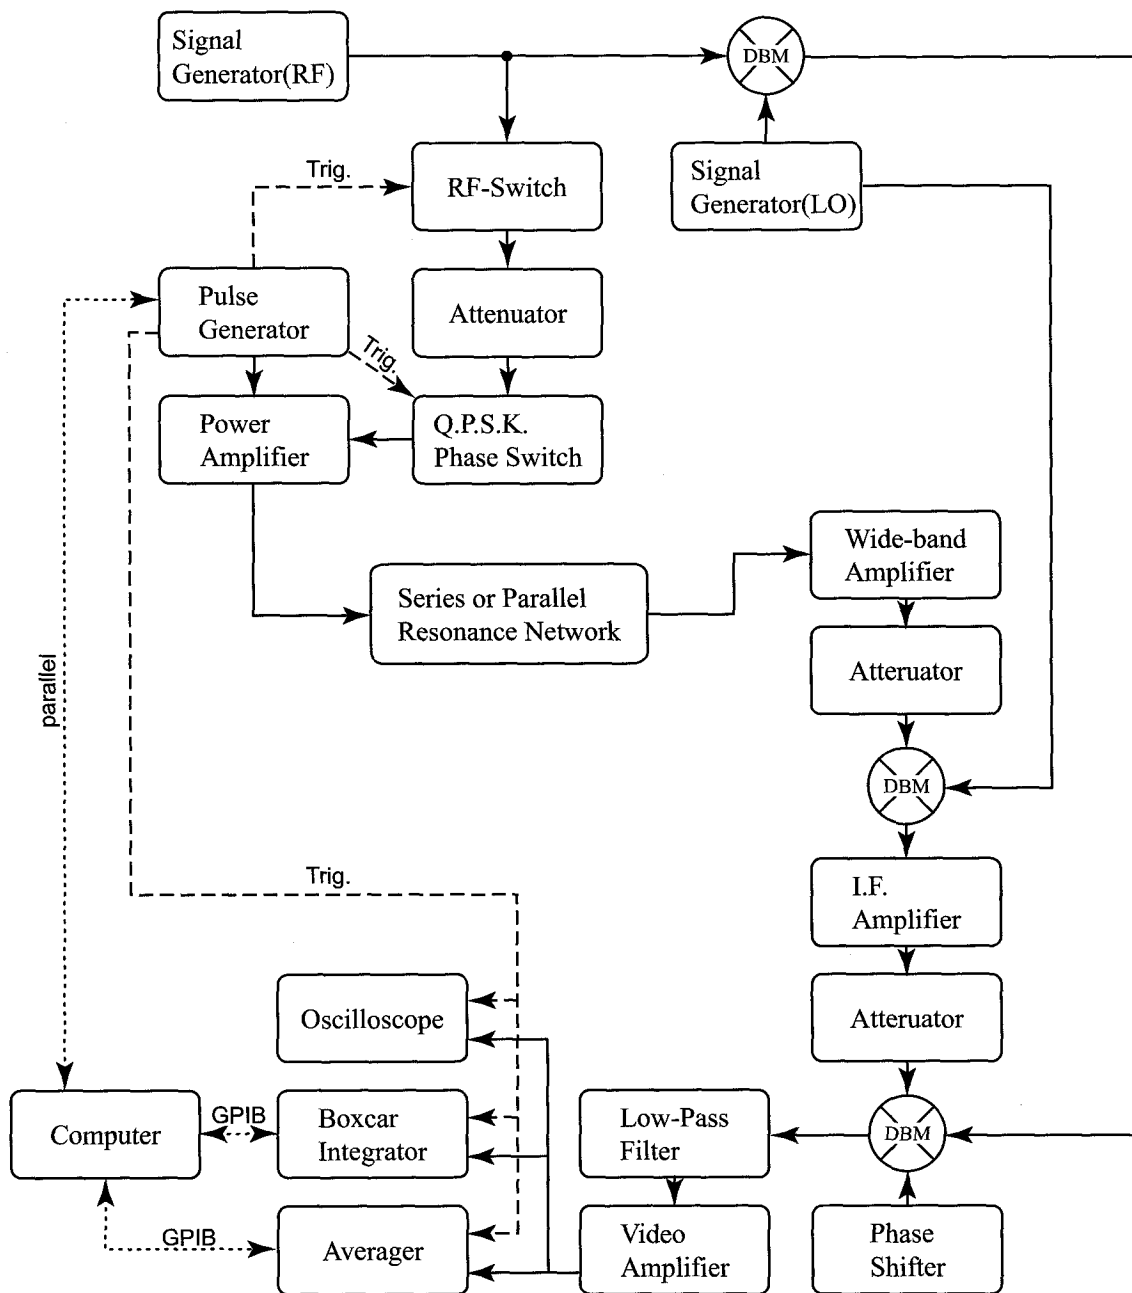 Signal
Generator(RF)
DBM
Trig.
RF-Switch
Signal
Generator(LO)
Pulse
Generator
Attenuator
Trig.
Power
Amplifier
Q.P.S.K.
Phase Switch
Wide-band
Amplifier
Series or Parallel
Resonance Network
Atteruator
parallel
DBM
Trig.
I.F.
Amplifier
Oscilloscope
Atteruator
Computer
GPIB
Boxcar
Integrator
Low-Pass
Filter
DBM
GPIB
Averager
Video
Amplifier
Phase
Shifter